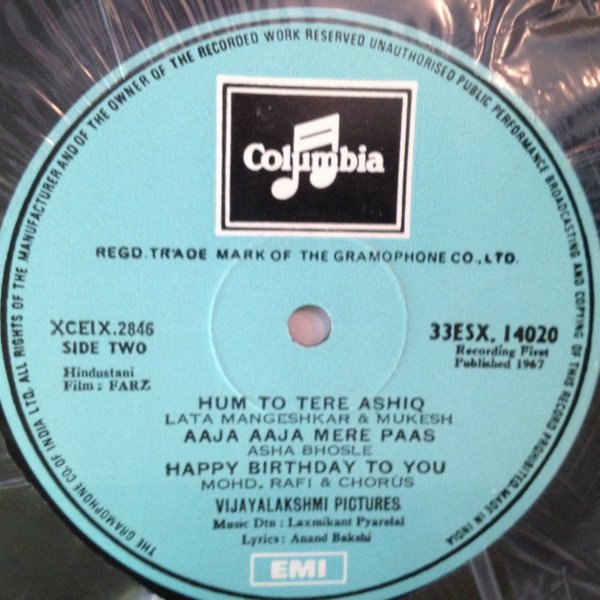 THE GRAMOPHONE CO. OF INDIA LTD. ALL RIGHTS OF THE MANUFACTURER AND OF THE OWNER OF THE RECORDED WORK RESERVED UNAUTHORISED PUBLIC PERFORMANCE BROADCASTING AND COPYING OF THIS RECORD PROHIBITED. MADE IN INDIA
Columbia
REGD. TRADE MARK OF THE GRAMOPHONE CO., LTD.
XCEIX.2846
SIDE TWO
Hindustani
Film : FARZ
33ESX. 14020
Recording First
Published 1967
HUM TO TERE ASHIQ
LATA MANGESHKAR & MUKESH
AAJA AAJA MERE PAAS
ASHA BHOSLE
HAPPY BIRTHDAY TO YOU
MOHD. RAFI & CHORUS
VIJAYALAKSHMI PICTURES
Music Dtn : Laxmikant Pyarelal
Lyrics : Anand Bakshi
EMI